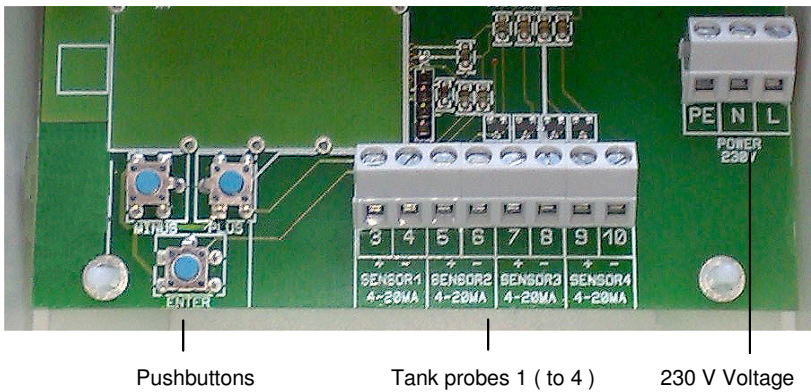 PE N L
POWER
230V
MINUS PLUS
ENTER
3 4 5 6 7 8 9 10
+ - + - + - + -
SENSOR1 SENSOR2 SENSOR3 SENSOR4
4-20MA 4-20MA 4-20MA 4-20MA
Pushbuttons Tank probes 1 ( to 4 ) 230 V Voltage